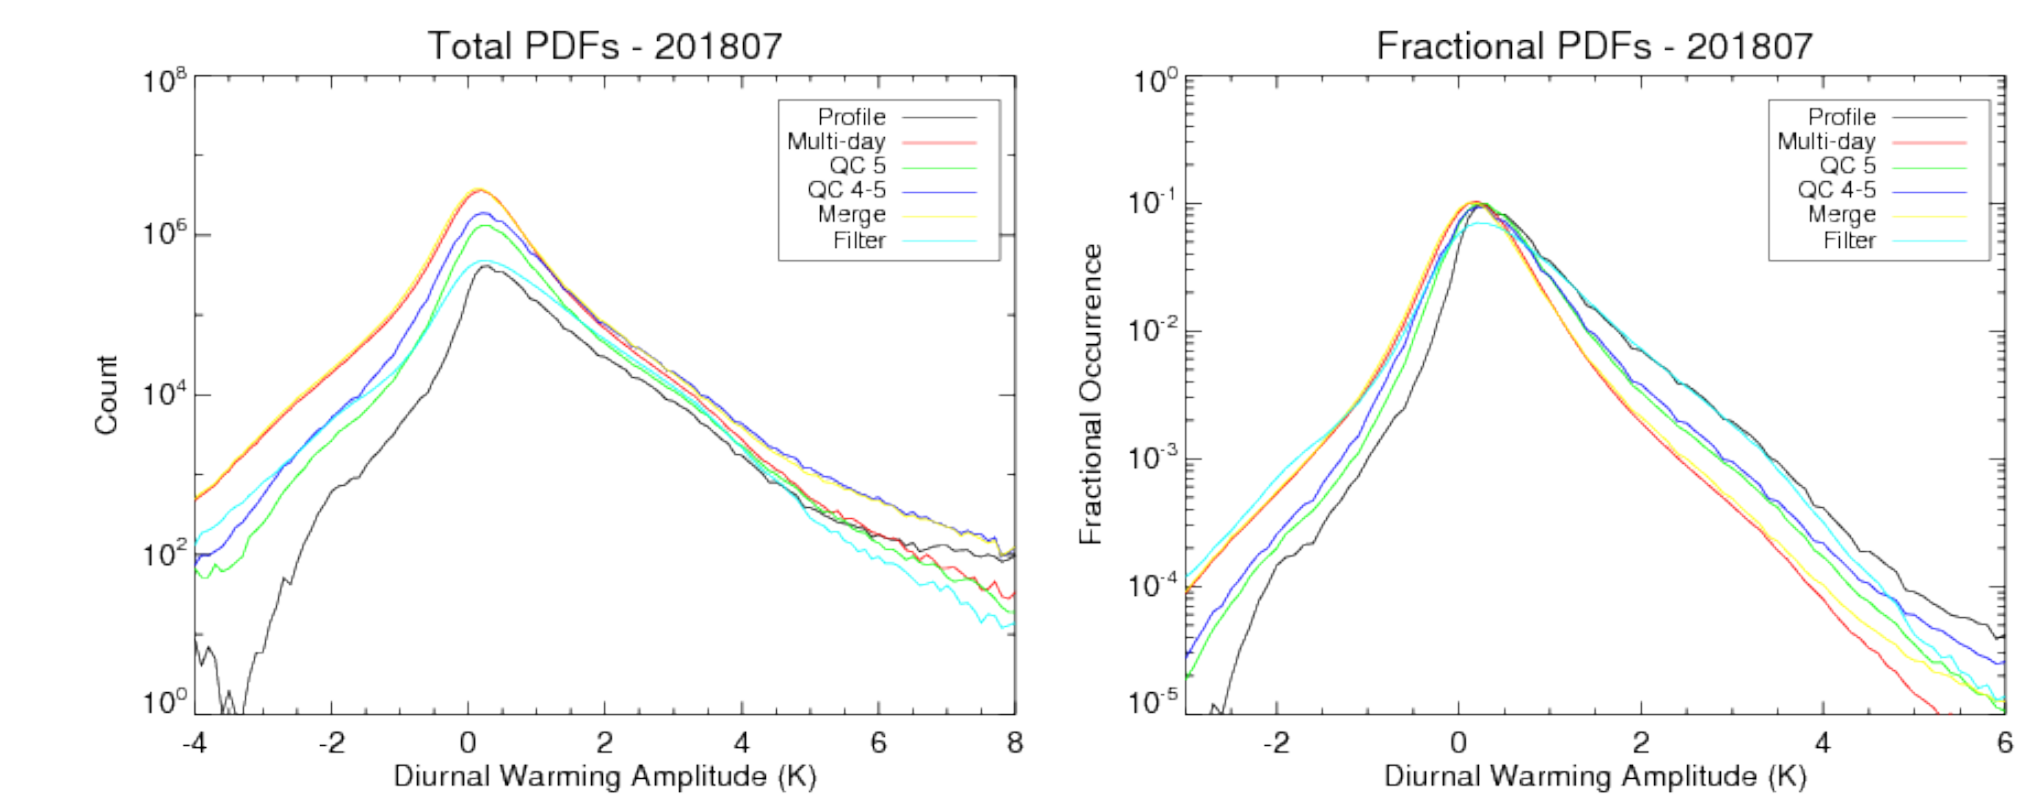 Total PDFs - 201807
10^8
10^6
10^4
10^2
10^0
Count
Profile
Multi-day
QC 5
QC 4-5
Merge
Filter
-4 -2 0 2 4 6 8
Diurnal Warming Amplitude (K)
Fractional PDFs - 201807
10^0
10^-1
10^-2
10^-3
10^-4
10^-5
Fractional Occurrence
Profile
Multi-day
QC 5
QC 4-5
Merge
Filter
-2 0 2 4 6
Diurnal Warming Amplitude (K)